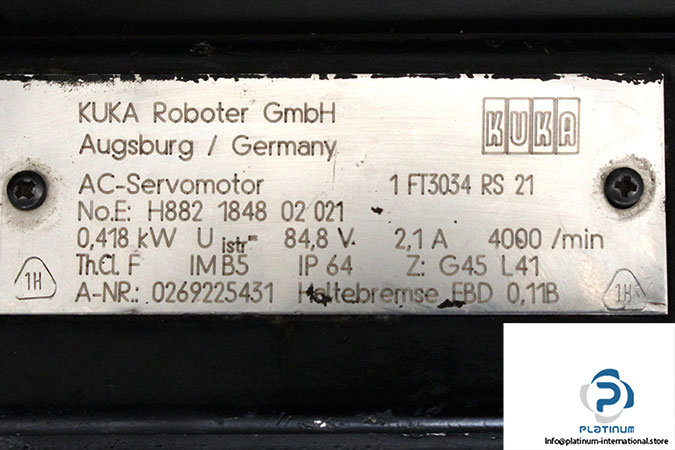 KUKA Roboter GmbH
Augsburg / Germany
KUKA
AC-Servomotor 1 FT3034 RS 21
No.E: H882 1848 02 021
0,418 kW U istr= 84,8 V 2,1 A 4000 /min
Th.Cl. F IM B5 IP 64 Z: G45 L41
A-NR.: 0269225431 Haltebremse EBD 0,11B
1H
1H
PLATINUM
Info@platinum-international.store